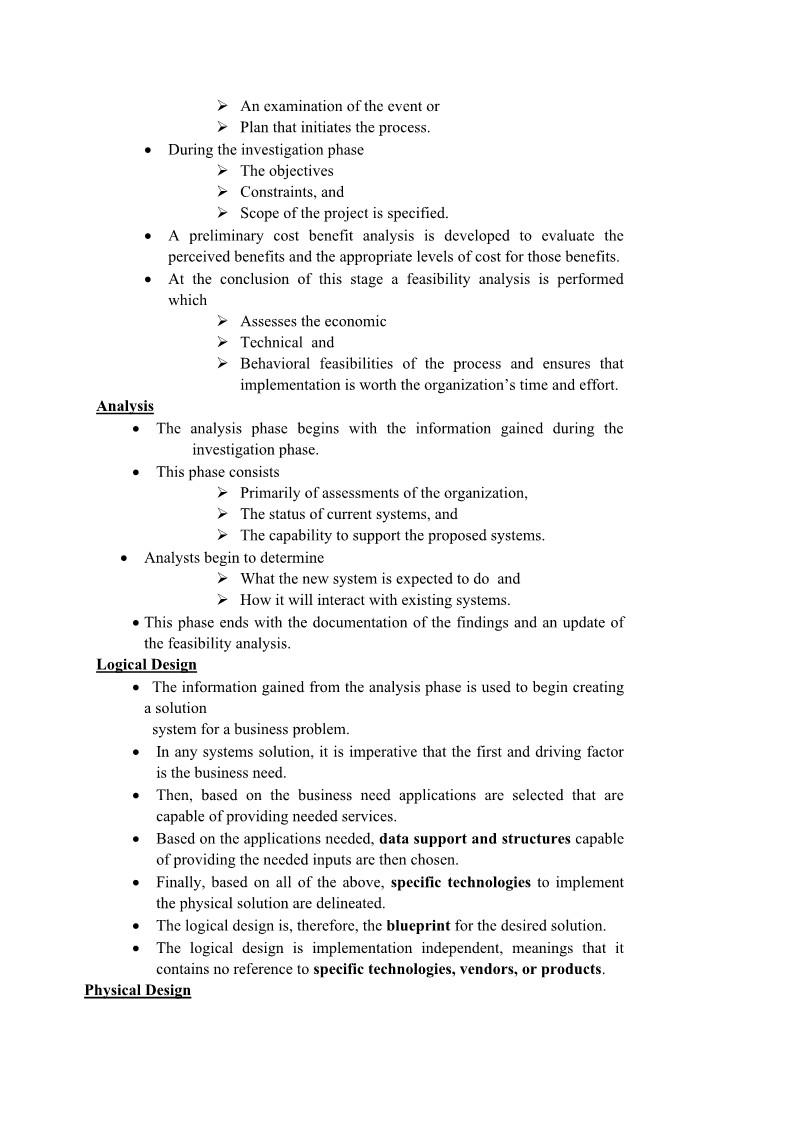 ➢ An examination of the event or
➢ Plan that initiates the process.
• During the investigation phase
➢ The objectives
➢ Constraints, and
➢ Scope of the project is specified.
• A preliminary cost benefit analysis is developed to evaluate the
perceived benefits and the appropriate levels of cost for those benefits.
• At the conclusion of this stage a feasibility analysis is performed
which
➢ Assesses the economic
➢ Technical and
➢ Behavioral feasibilities of the process and ensures that
implementation is worth the organization’s time and effort.
Analysis
• The analysis phase begins with the information gained during the
investigation phase.
• This phase consists
➢ Primarily of assessments of the organization,
➢ The status of current systems, and
➢ The capability to support the proposed systems.
• Analysts begin to determine
➢ What the new system is expected to do and
➢ How it will interact with existing systems.
• This phase ends with the documentation of the findings and an update of
the feasibility analysis.
Logical Design
• The information gained from the analysis phase is used to begin creating
a solution
system for a business problem.
• In any systems solution, it is imperative that the first and driving factor
is the business need.
• Then, based on the business need applications are selected that are
capable of providing needed services.
• Based on the applications needed, data support and structures capable
of providing the needed inputs are then chosen.
• Finally, based on all of the above, specific technologies to implement
the physical solution are delineated.
• The logical design is, therefore, the blueprint for the desired solution.
• The logical design is implementation independent, meanings that it
contains no reference to specific technologies, vendors, or products.
Physical Design